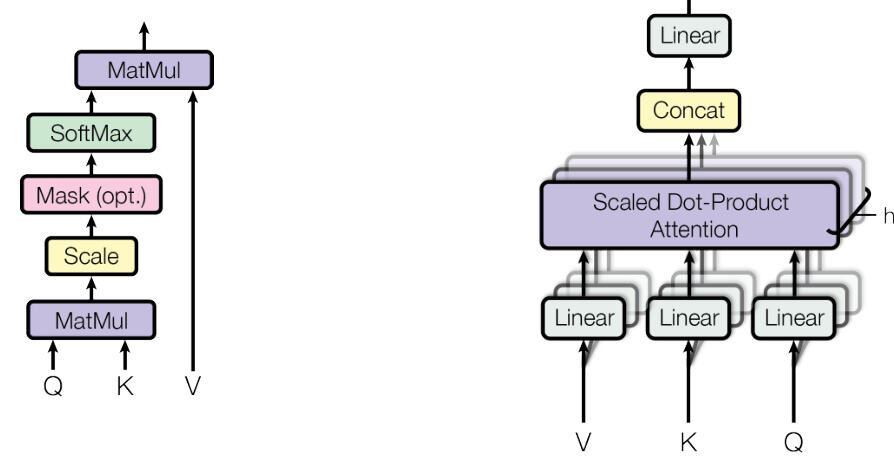 MatMul
SoftMax
Mask (opt.)
Scale
MatMul
Q K V
Linear
Concat
Scaled Dot-Product
Attention
h
Linear Linear Linear
V K Q